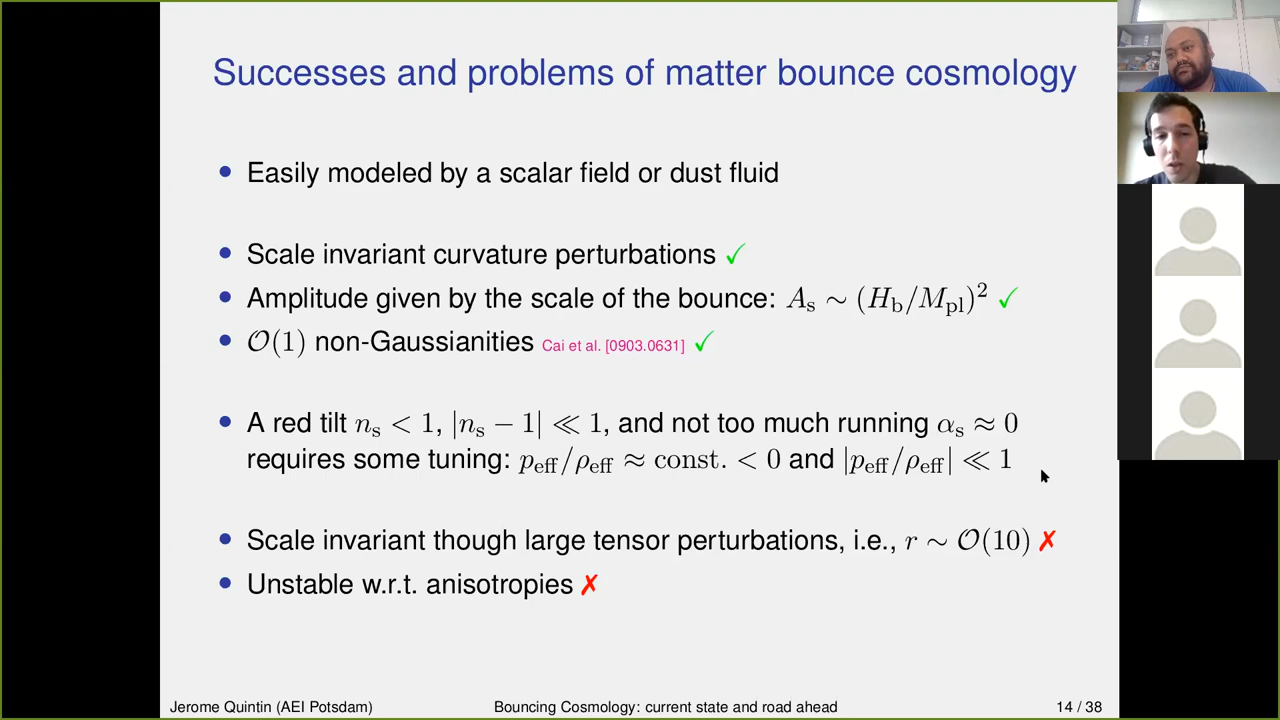 Successes and problems of matter bounce cosmology
• Easily modeled by a scalar field or dust fluid
• Scale invariant curvature perturbations ✓
• Amplitude given by the scale of the bounce: A_s ∼ (H_b/M_pl)^2 ✓
• O(1) non-Gaussianities Cai et al. [0903.0631] ✓
• A red tilt n_s < 1, |n_s − 1| ≪ 1, and not too much running α_s ≈ 0
requires some tuning: p_eff/ρ_eff ≈ const. < 0 and |p_eff/ρ_eff| ≪ 1
• Scale invariant though large tensor perturbations, i.e., r ∼ O(10) ✗
• Unstable w.r.t. anisotropies ✗
Jerome Quintin (AEI Potsdam) Bouncing Cosmology: current state and road ahead 14 / 38